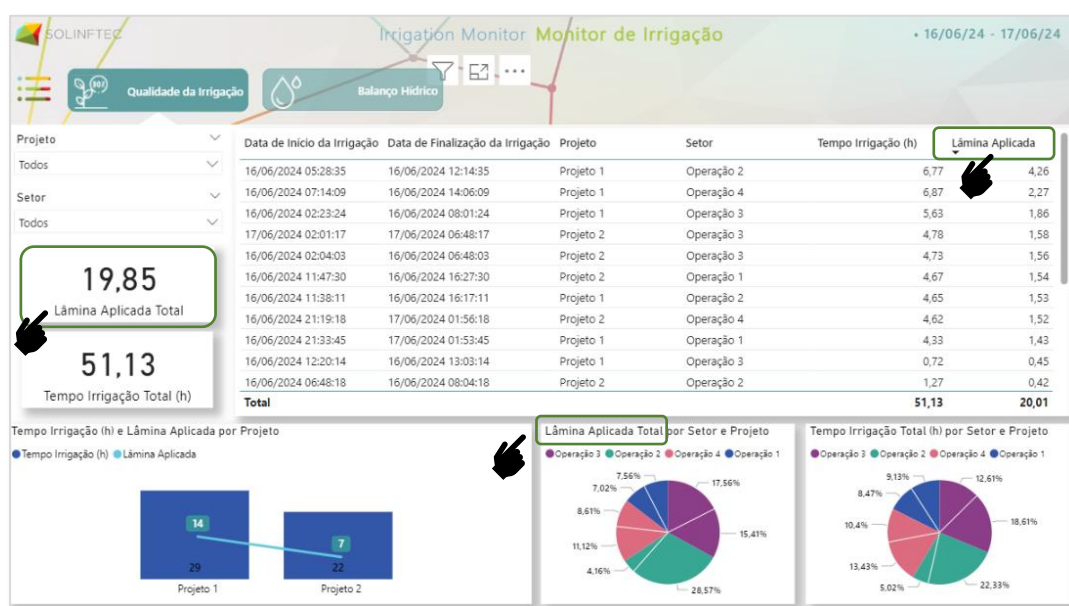 SOLINFTEC
Irrigation Monitor Monitor de Irrigação
• 16/06/24 - 17/06/24
Qualidade da Irrigação
Balanço Hídrico
Projeto
Todos
Setor
Todos
19,85
Lâmina Aplicada Total
51,13
Tempo Irrigação Total (h)
Data de Início da Irrigação Data de Finalização da Irrigação Projeto Setor Tempo Irrigação (h) Lâmina Aplicada
16/06/2024 05:28:35 16/06/2024 12:14:35 Projeto 1 Operação 2 6,77 4,26
16/06/2024 07:14:09 16/06/2024 14:06:09 Projeto 1 Operação 4 6,87 2,27
16/06/2024 02:23:24 16/06/2024 08:01:24 Projeto 1 Operação 3 5,63 1,86
17/06/2024 02:01:17 17/06/2024 06:48:17 Projeto 2 Operação 3 4,78 1,58
16/06/2024 02:04:03 16/06/2024 06:48:03 Projeto 2 Operação 3 4,73 1,56
16/06/2024 11:47:30 16/06/2024 16:27:30 Projeto 2 Operação 1 4,67 1,54
16/06/2024 11:38:11 16/06/2024 16:17:11 Projeto 1 Operação 2 4,65 1,53
16/06/2024 21:19:18 17/06/2024 01:56:18 Projeto 2 Operação 4 4,62 1,52
16/06/2024 21:33:45 17/06/2024 01:53:45 Projeto 1 Operação 1 4,33 1,43
16/06/2024 12:20:14 16/06/2024 13:03:14 Projeto 1 Operação 3 0,72 0,45
16/06/2024 06:48:18 16/06/2024 08:04:18 Projeto 2 Operação 2 1,27 0,42
Total 51,13 20,01
Tempo Irrigação (h) e Lâmina Aplicada por Projeto
Tempo Irrigação (h) Lâmina Aplicada
14
7
29
22
Projeto 1 Projeto 2
Lâmina Aplicada Total por Setor e Projeto
Operação 3 Operação 2 Operação 4 Operação 1
7,56%
17,56%
7,02%
8,61%
15,41%
11,12%
4,16%
28,57%
Tempo Irrigação Total (h) por Setor e Projeto
Operação 3 Operação 2 Operação 4 Operação 1
9,13%
12,61%
8,47%
10,4%
18,61%
13,43%
5,02%
22,33%